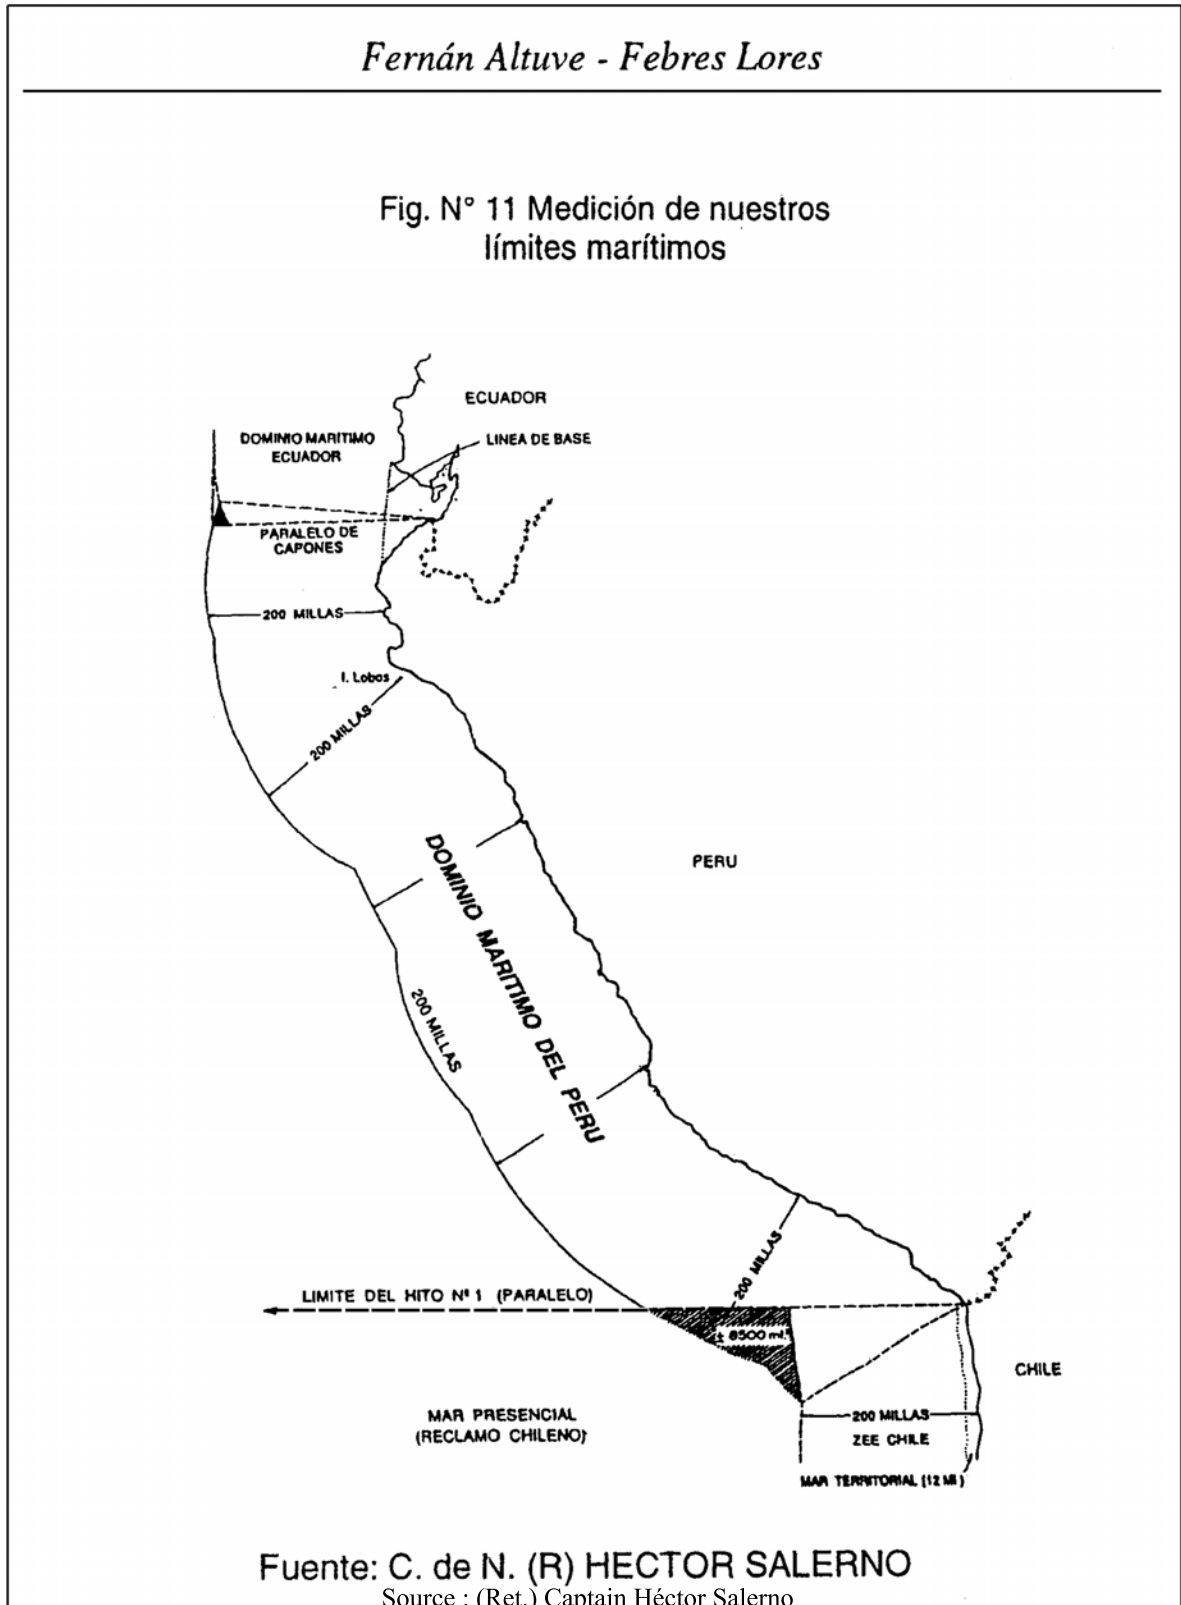 Fernán Altuve - Febres Lores
Fig. N° 11 Medición de nuestros
límites marítimos
ECUADOR
DOMINIO MARITIMO
ECUADOR
LINEA DE BASE
PARALELO DE
CAPONES
200 MILLAS
I. Lobos
200 MILLAS
PERU
DOMINIO MARITIMO DEL PERU
200 MILLAS
200 MILLAS
LIMITE DEL HITO Nº 1 (PARALELO)
± 8500 ml.
CHILE
MAR PRESENCIAL
(RECLAMO CHILENO)
200 MILLAS
ZEE CHILE
MAR TERRITORIAL (12 MI)
Fuente: C. de N. (R) HECTOR SALERNO
Source : (Ret.) Captain Héctor Salerno